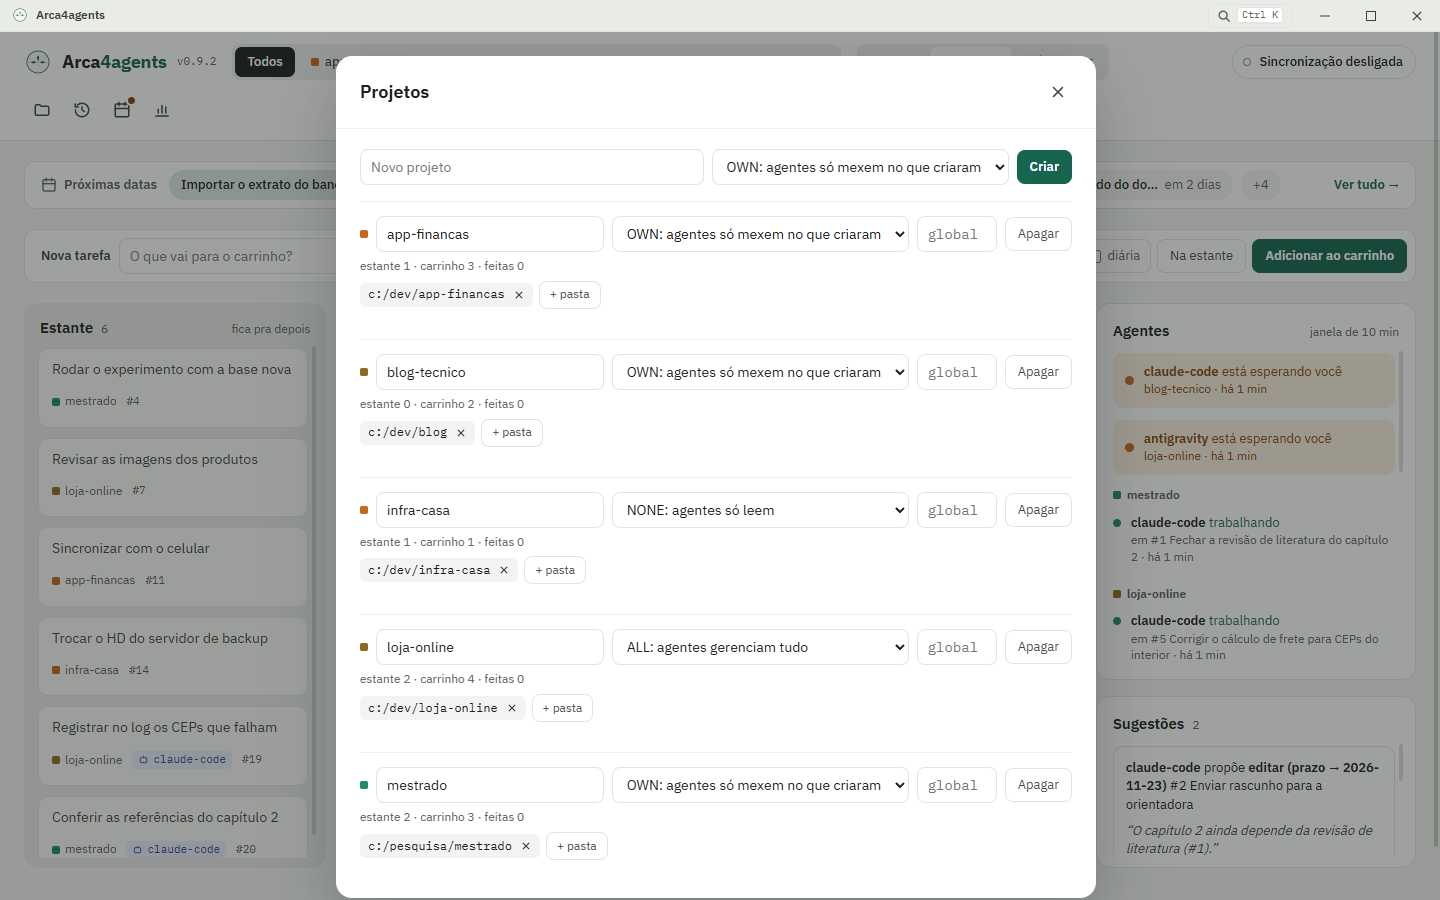 Arca4agents
Ctrl K
Arca4agents v0.9.2
Todos
Sincronização desligada
Projetos
Novo projeto
OWN: agentes só mexem no que criaram
Criar
Próximas datas
Importar o extrato do
em 2 dias
+4
Ver tudo →
Nova tarefa
O que vai para o carrinho?
diária
Na estante
Adicionar ao carrinho
app-financas
OWN: agentes só mexem no que criaram
global
Apagar
estante 1 · carrinho 3 · feitas 0
c:/dev/app-financas ×
+ pasta
blog-tecnico
OWN: agentes só mexem no que criaram
global
Apagar
estante 0 · carrinho 2 · feitas 0
c:/dev/blog ×
+ pasta
infra-casa
NONE: agentes só leem
global
Apagar
estante 1 · carrinho 1 · feitas 0
c:/dev/infra-casa ×
+ pasta
loja-online
ALL: agentes gerenciam tudo
global
Apagar
estante 2 · carrinho 4 · feitas 0
c:/dev/loja-online ×
+ pasta
mestrado
OWN: agentes só mexem no que criaram
global
Apagar
estante 2 · carrinho 3 · feitas 0
c:/pesquisa/mestrado ×
+ pasta
Estante 6
fica pra depois
Rodar o experimento com a base nova
mestrado #4
Revisar as imagens dos produtos
loja-online #7
Sincronizar com o celular
app-financas #11
Trocar o HD do servidor de backup
infra-casa #14
Registrar no log os CEPs que falham
loja-online claude-code #19
Conferir as referências do capítulo 2
mestrado claude-code #20
Agentes
janela de 10 min
claude-code está esperando você
blog-tecnico · há 1 min
antigravity está esperando você
loja-online · há 1 min
mestrado
claude-code trabalhando
em #1 Fechar a revisão de literatura do capítulo
2 · há 1 min
loja-online
claude-code trabalhando
em #5 Corrigir o cálculo de frete para CEPs do
interior · há 1 min
Sugestões 2
claude-code propõe editar (prazo → 2026-
11-23) #2 Enviar rascunho para a
orientadora
“O capítulo 2 ainda depende da revisão de
literatura (#1).”